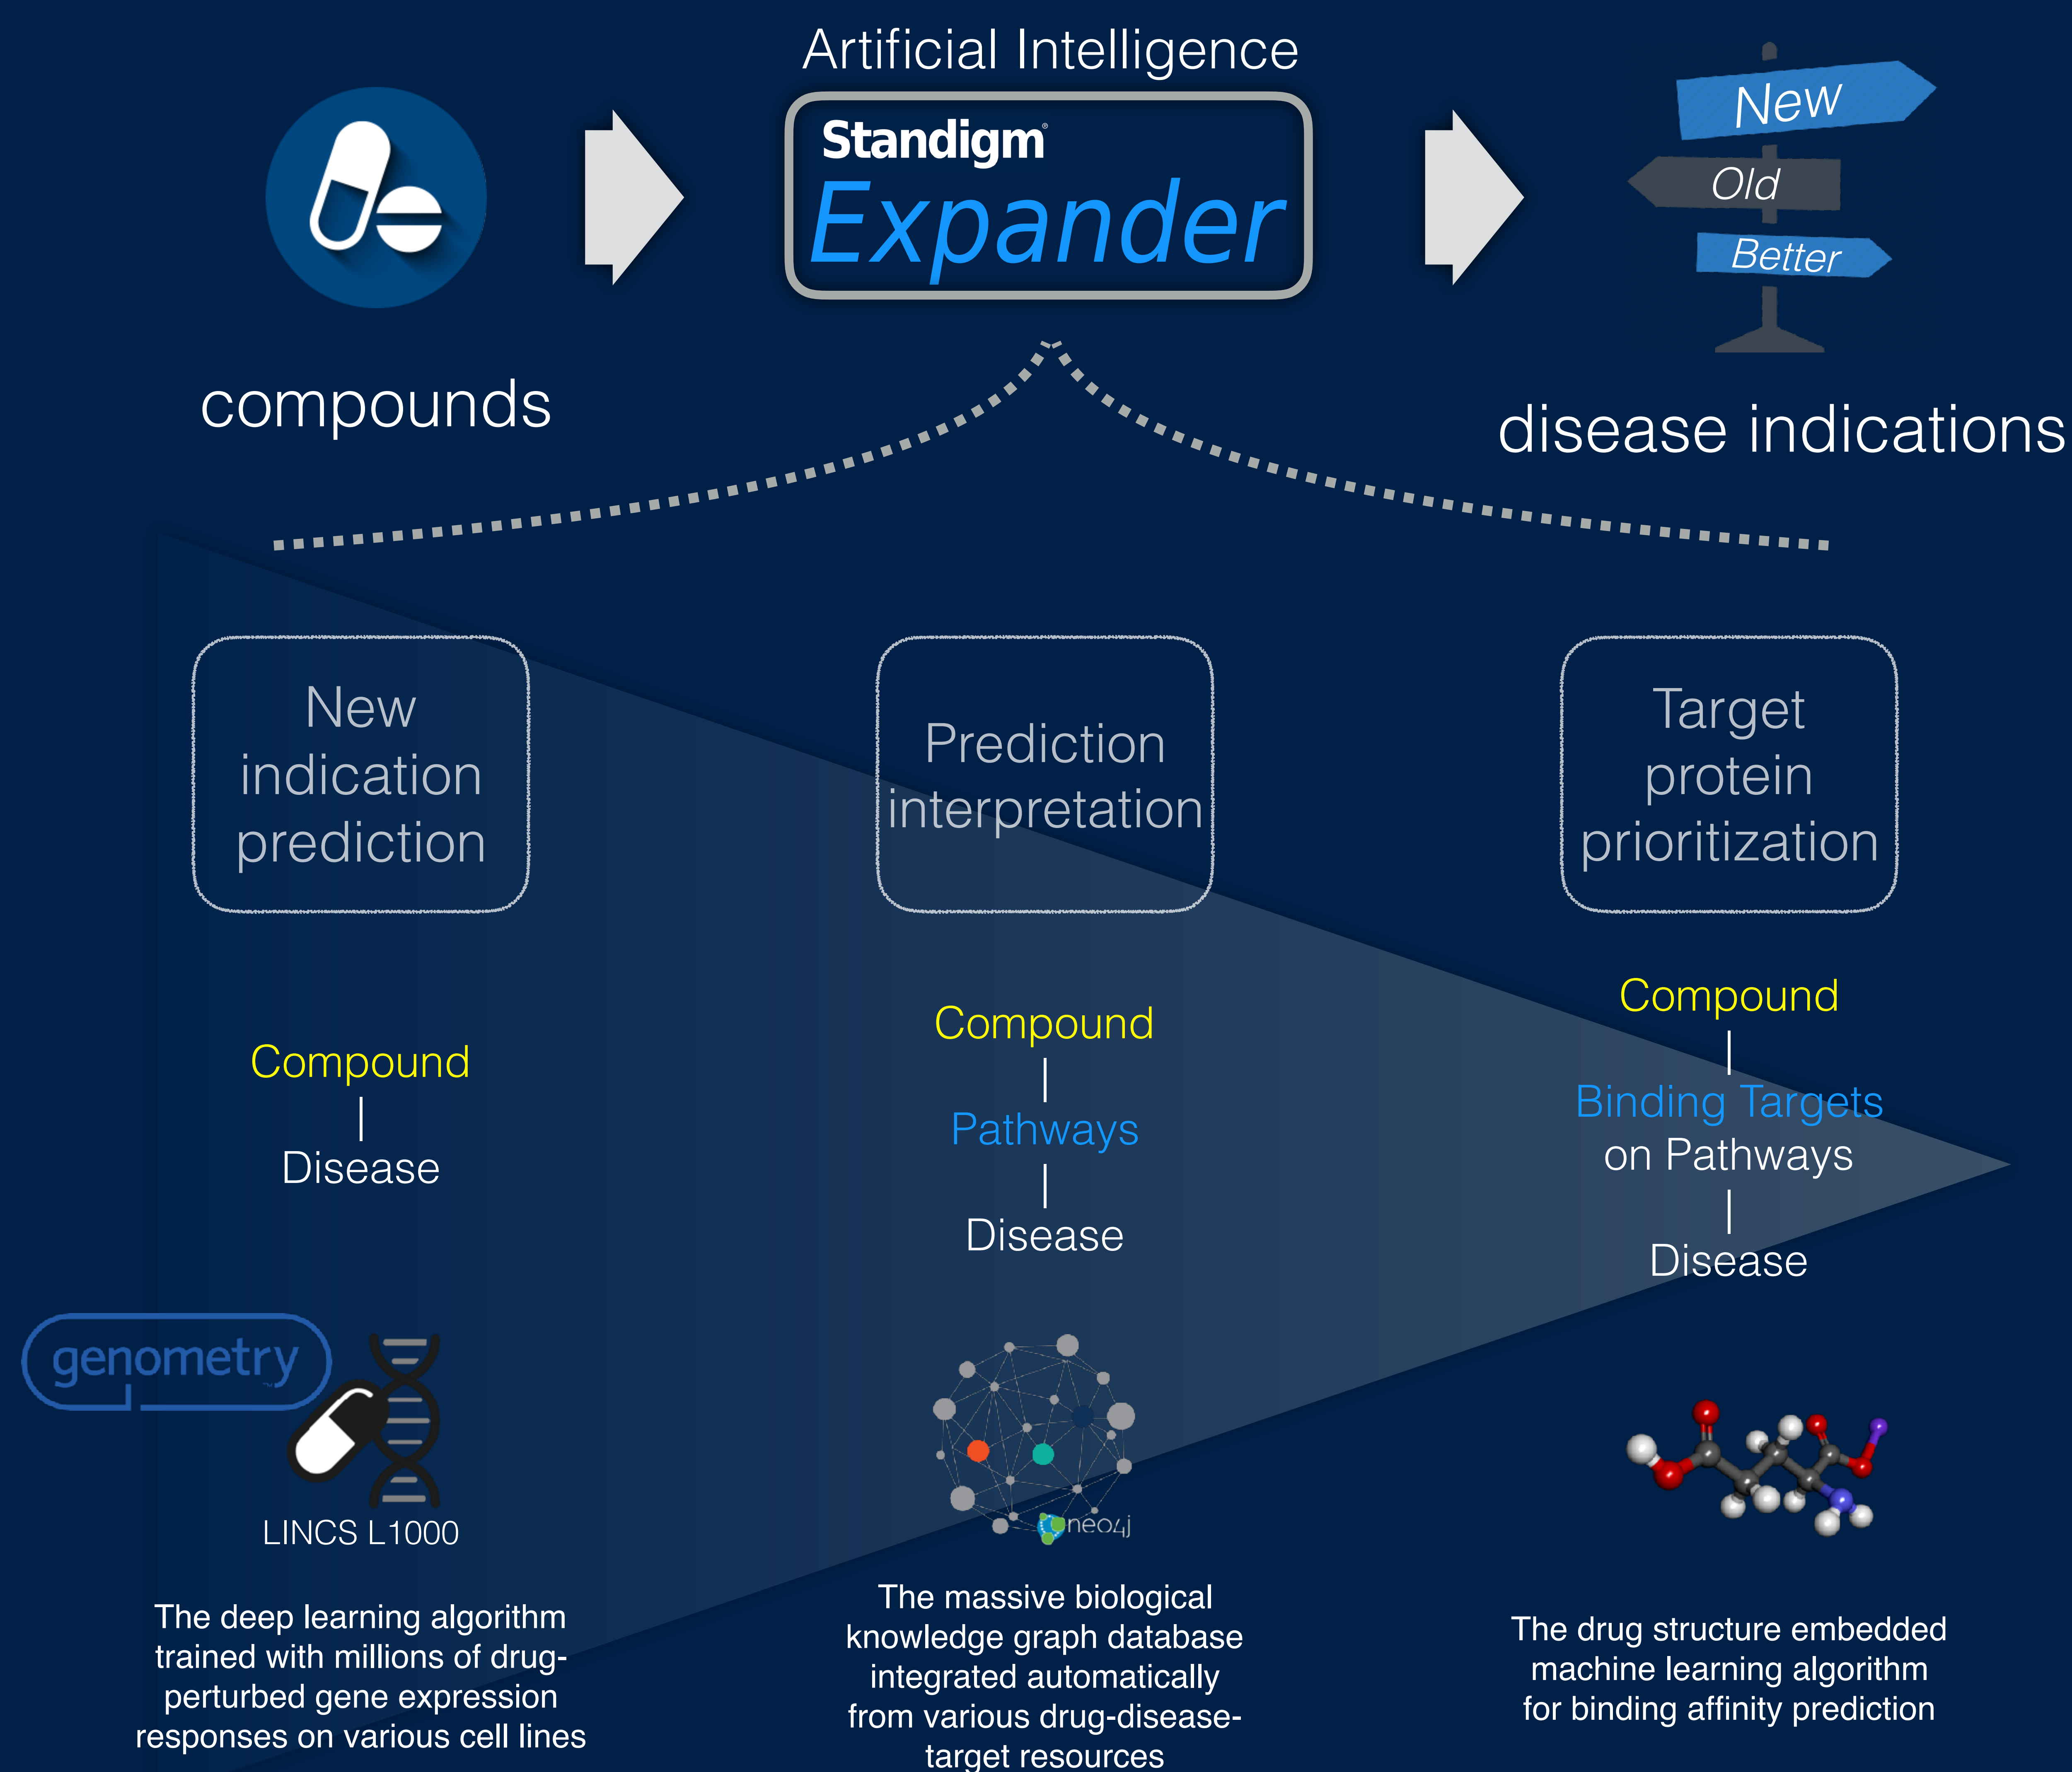 Artificial Intelligence
Standigm®
Expander
New
Old
Better
compounds
disease indications
New
indication
prediction
Prediction
interpretation
Target
protein
prioritization
Compound
Disease
Compound
Pathways
Disease
Compound
Binding Targets
on Pathways
Disease
genometry
LINCS L1000
neo4j
The deep learning algorithm
trained with millions of drug-
perturbed gene expression
responses on various cell lines
The massive biological
knowledge graph database
integrated automatically
from various drug-disease-
target resources
The drug structure embedded
machine learning algorithm
for binding affinity prediction